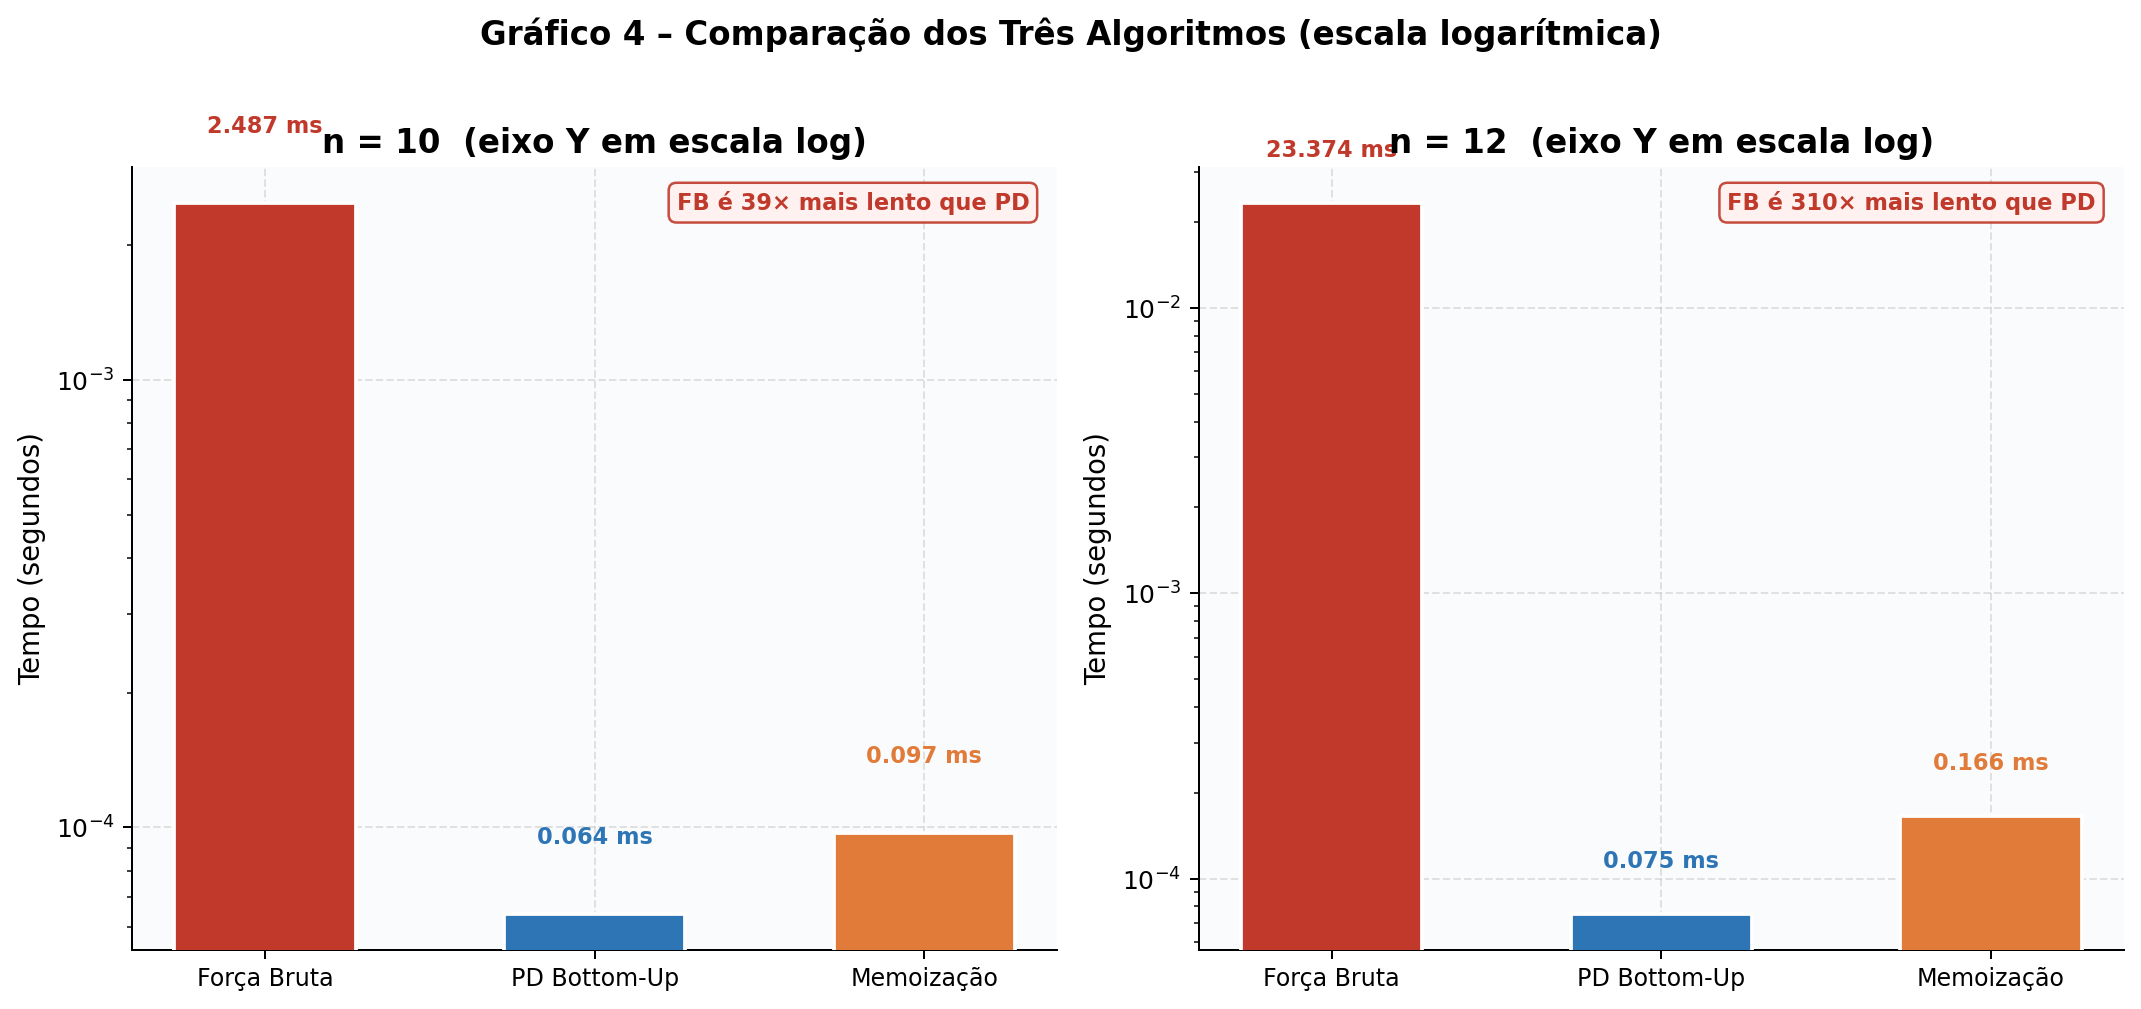 Gráfico 4 – Comparação dos Três Algoritmos (escala logarítmica)
n = 10  (eixo Y em escala log)
2.487 ms
FB é 39× mais lento que PD
Tempo (segundos)
10⁻³
10⁻⁴
0.097 ms
0.064 ms
Força Bruta
PD Bottom-Up
Memoização
n = 12  (eixo Y em escala log)
23.374 ms
FB é 310× mais lento que PD
Tempo (segundos)
10⁻²
10⁻³
10⁻⁴
0.166 ms
0.075 ms
Força Bruta
PD Bottom-Up
Memoização